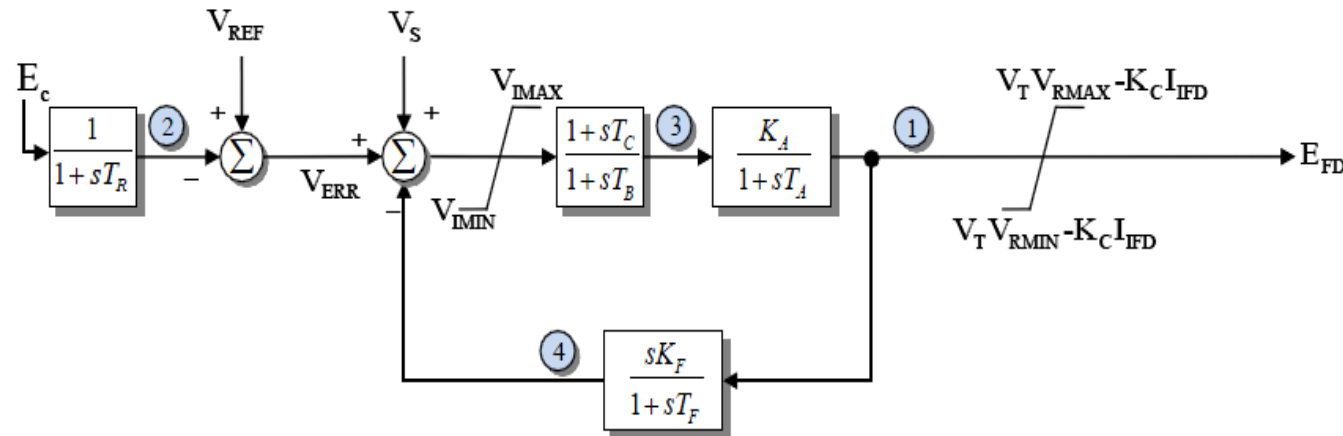 V_REF
V_S
E_c
+
−
Σ
V_ERR
+
+
−
Σ
V_IMAX
V_IMIN
1
1+sT_R
2
1+sT_C
1+sT_B
3
K_A
1+sT_A
1
V_T V_RMAX-K_C I_IFD
V_T V_RMIN-K_C I_IFD
E_FD
4
sK_F
1+sT_F